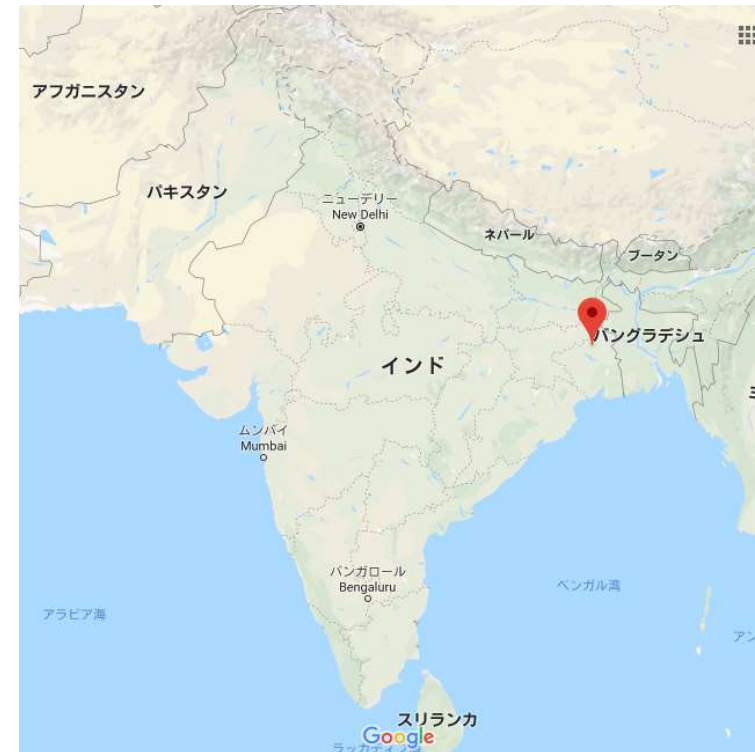 アフガニスタン
パキスタン
ニューデリー
New Delhi
ネパール
ブータン
バングラデシュ
インド
ムンバイ
Mumbai
バンガロール
Bengaluru
ベンガル湾
アラビア海
スリランカ
Google